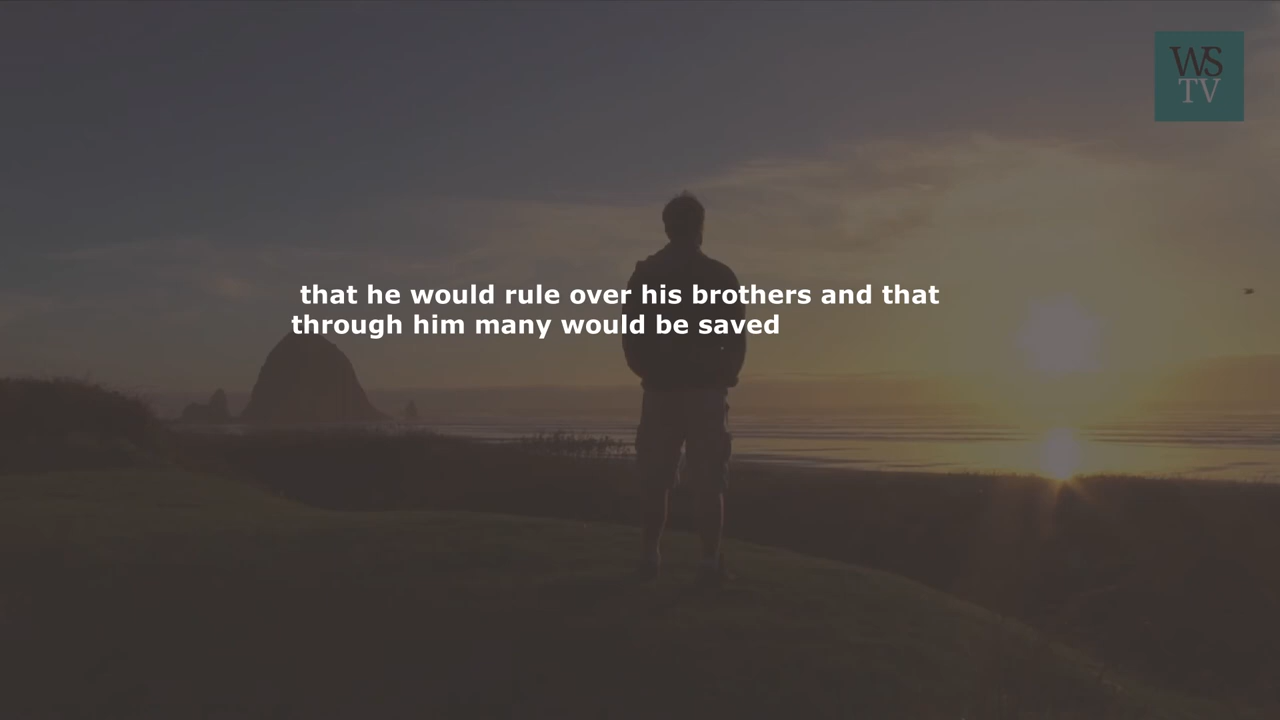 WS
TV
that he would rule over his brothers and that
through him many would be saved